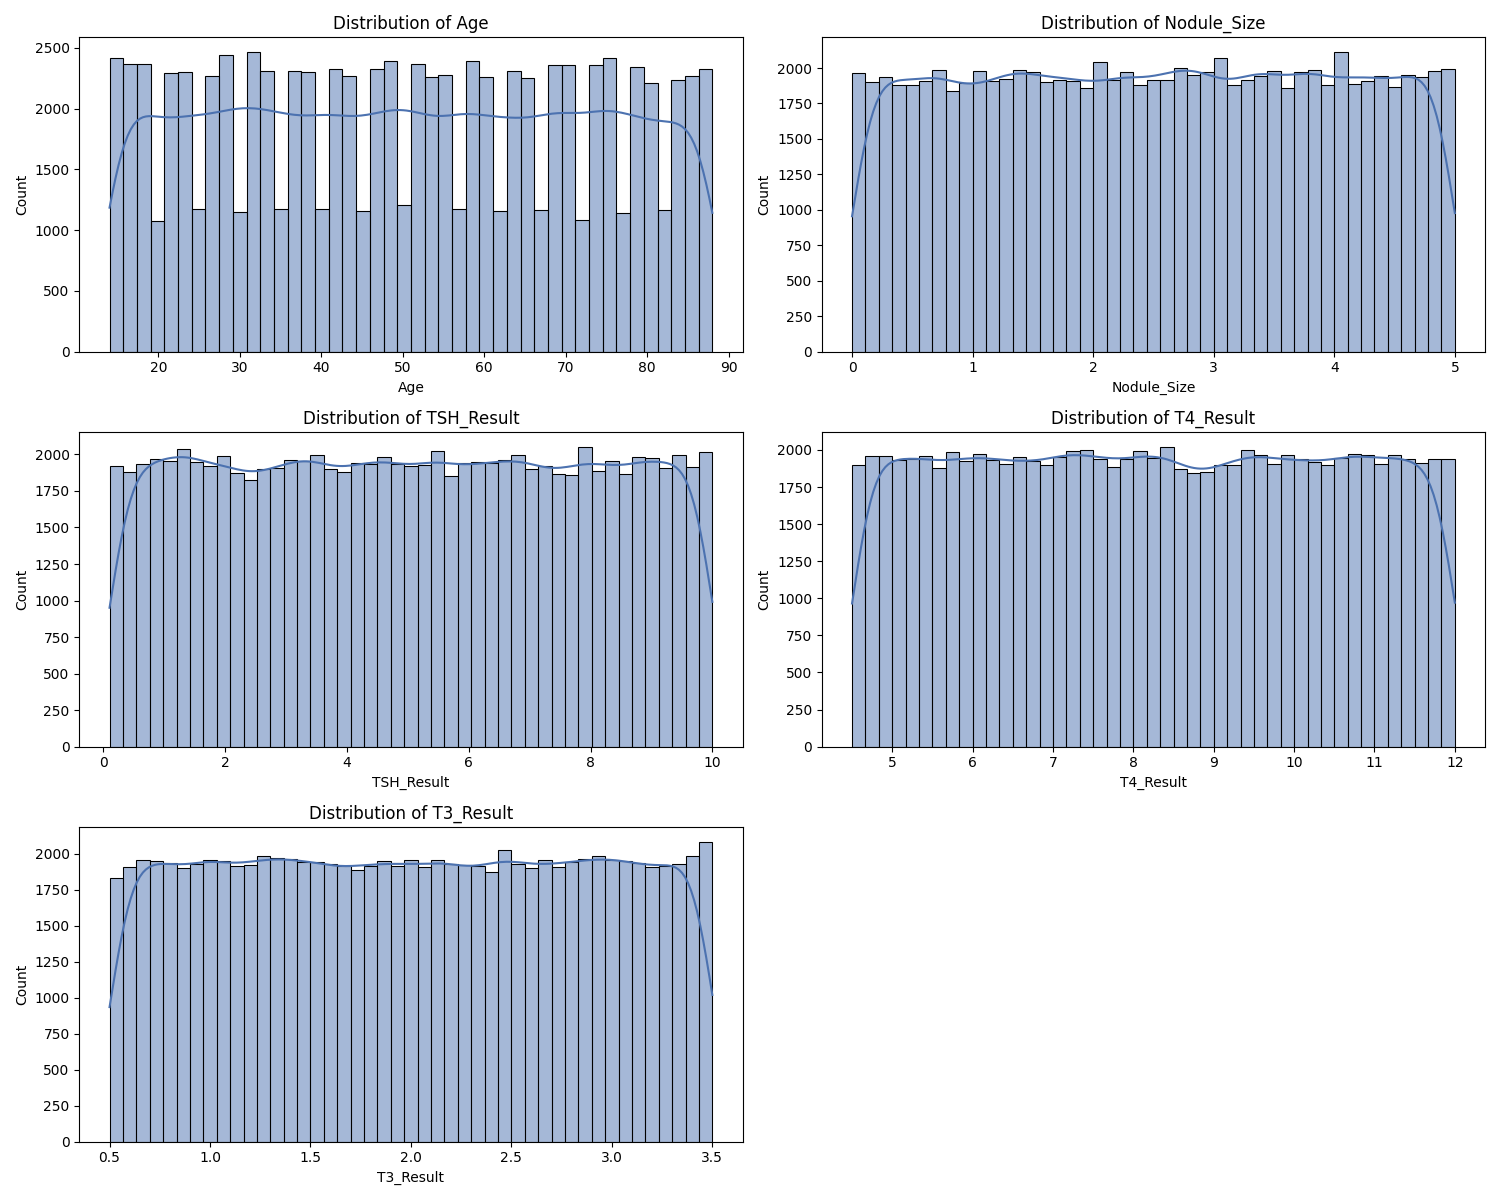 Distribution of Age
2500
2000
1500
1000
500
0
Count
20 30 40 50 60 70 80 90
Age
Distribution of Nodule_Size
2000
1750
1500
1250
1000
750
500
250
0
Count
0 1 2 3 4 5
Nodule_Size
Distribution of TSH_Result
2000
1750
1500
1250
1000
750
500
250
0
Count
0 2 4 6 8 10
TSH_Result
Distribution of T4_Result
2000
1750
1500
1250
1000
750
500
250
0
Count
5 6 7 8 9 10 11 12
T4_Result
Distribution of T3_Result
2000
1750
1500
1250
1000
750
500
250
0
Count
0.5 1.0 1.5 2.0 2.5 3.0 3.5
T3_Result